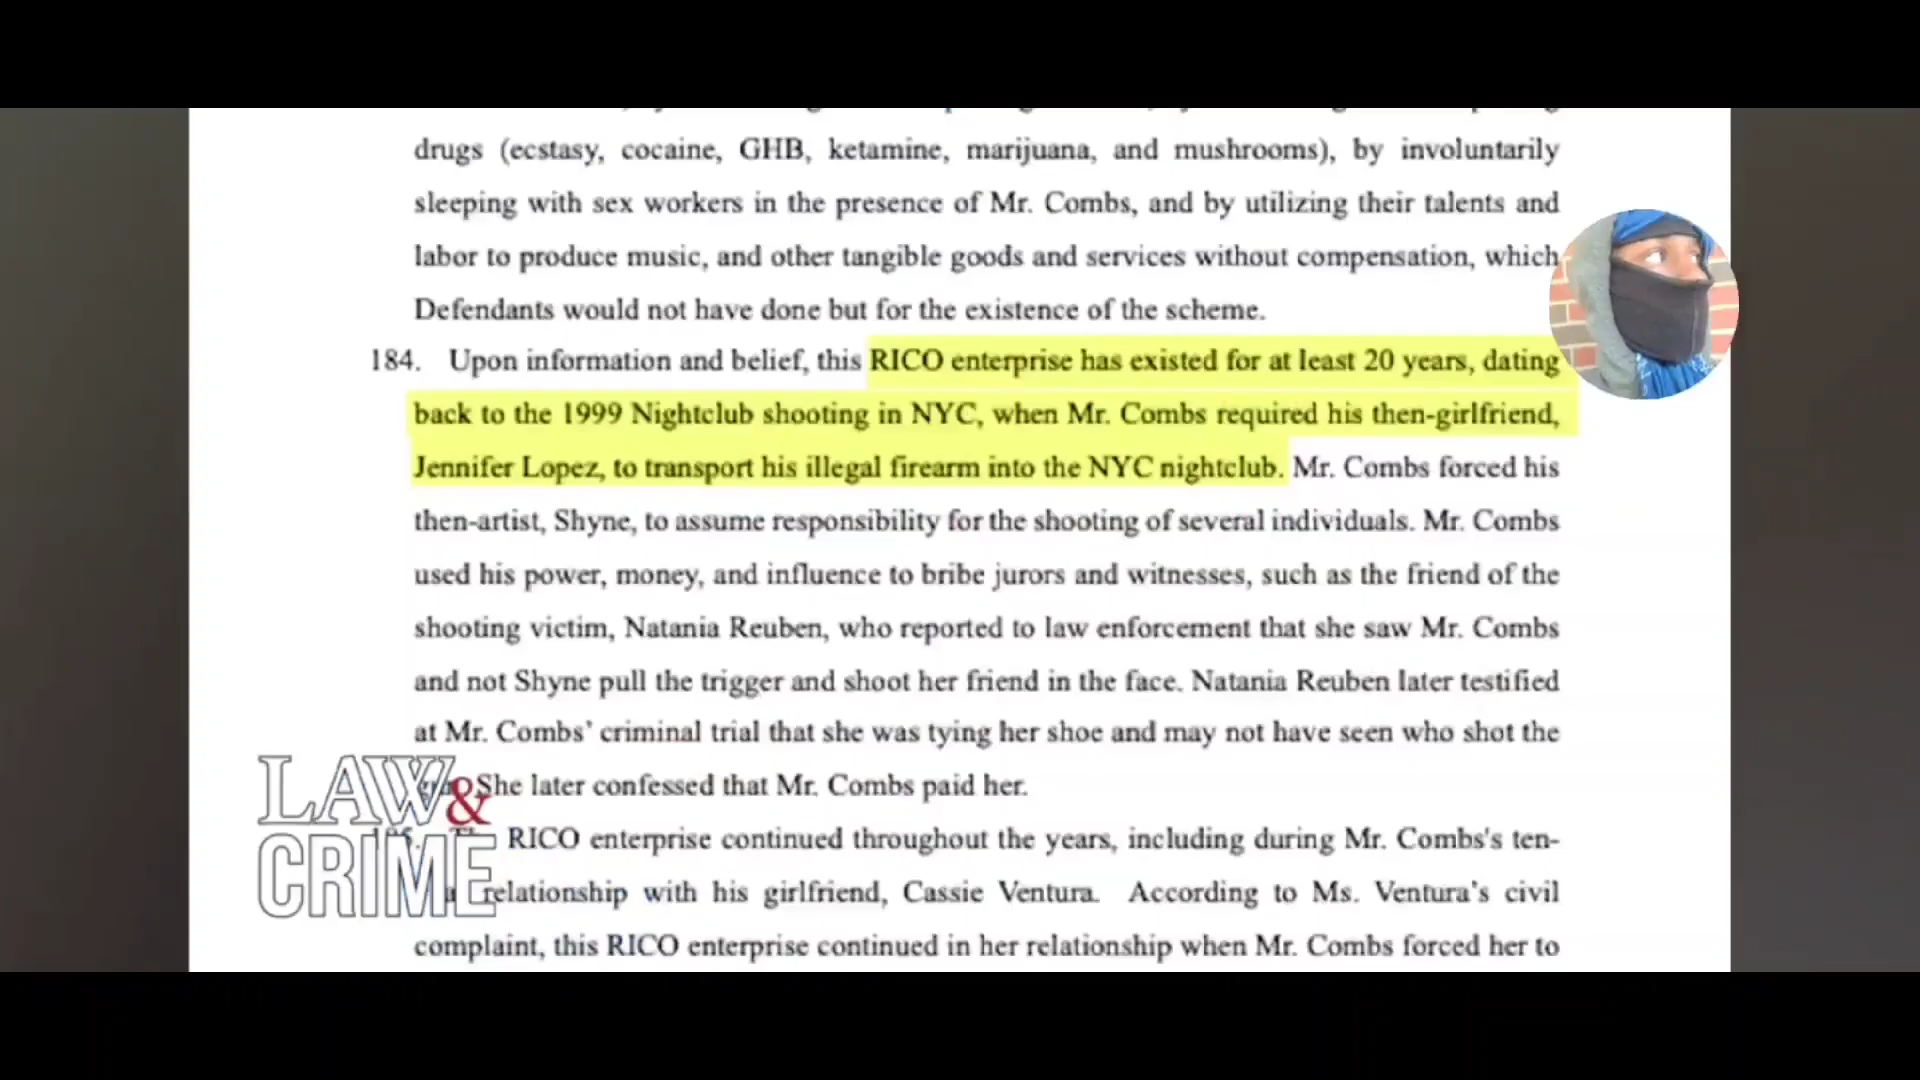 drugs (ecstasy, cocaine, GHB, ketamine, marijuana, and mushrooms), by involuntarily
sleeping with sex workers in the presence of Mr. Combs, and by utilizing their talents and
labor to produce music, and other tangible goods and services without compensation, which
Defendants would not have done but for the existence of the scheme.
184. Upon information and belief, this RICO enterprise has existed for at least 20 years, dating
back to the 1999 Nightclub shooting in NYC, when Mr. Combs required his then-girlfriend,
Jennifer Lopez, to transport his illegal firearm into the NYC nightclub. Mr. Combs forced his
then-artist, Shyne, to assume responsibility for the shooting of several individuals. Mr. Combs
used his power, money, and influence to bribe jurors and witnesses, such as the friend of the
shooting victim, Natania Reuben, who reported to law enforcement that she saw Mr. Combs
and not Shyne pull the trigger and shoot her friend in the face. Natania Reuben later testified
at Mr. Combs' criminal trial that she was tying her shoe and may not have seen who shot the
She later confessed that Mr. Combs paid her.
RICO enterprise continued throughout the years, including during Mr. Combs's ten-
relationship with his girlfriend, Cassie Ventura. According to Ms. Ventura's civil
complaint, this RICO enterprise continued in her relationship when Mr. Combs forced her to
LAW&
CRIME